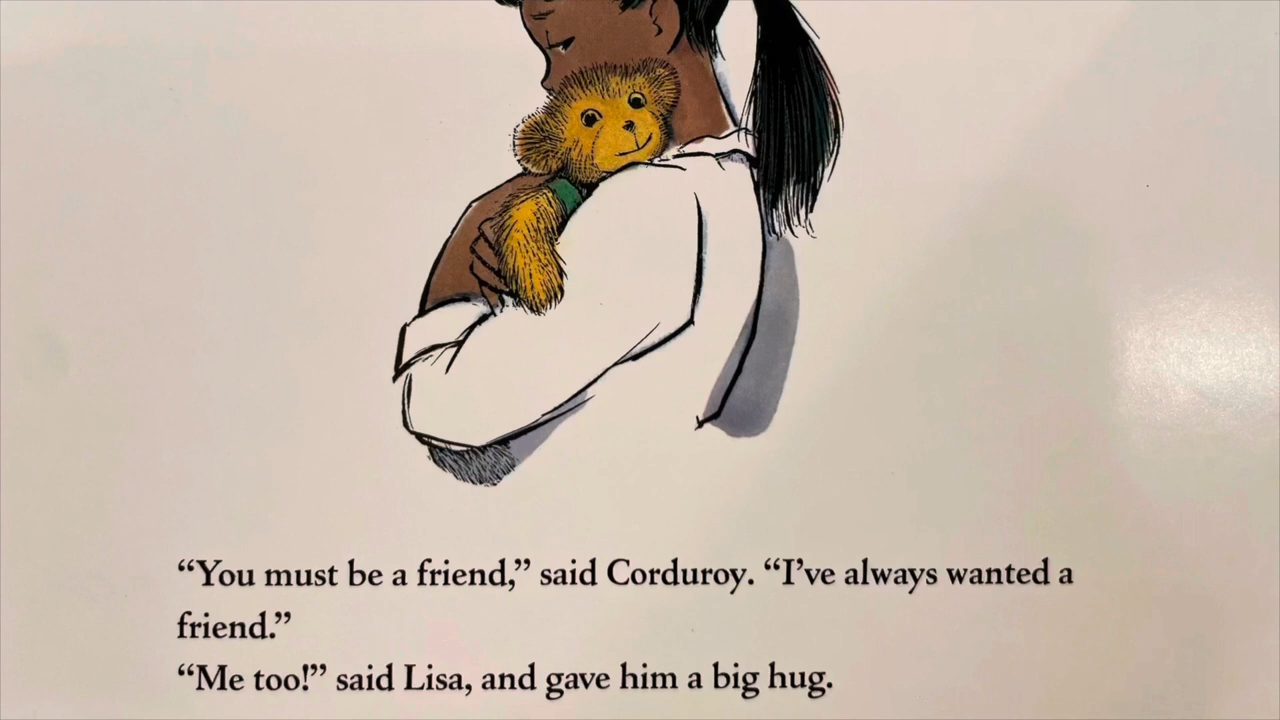 “You must be a friend,” said Corduroy. “I’ve always wanted a
friend.”
“Me too!” said Lisa, and gave him a big hug.